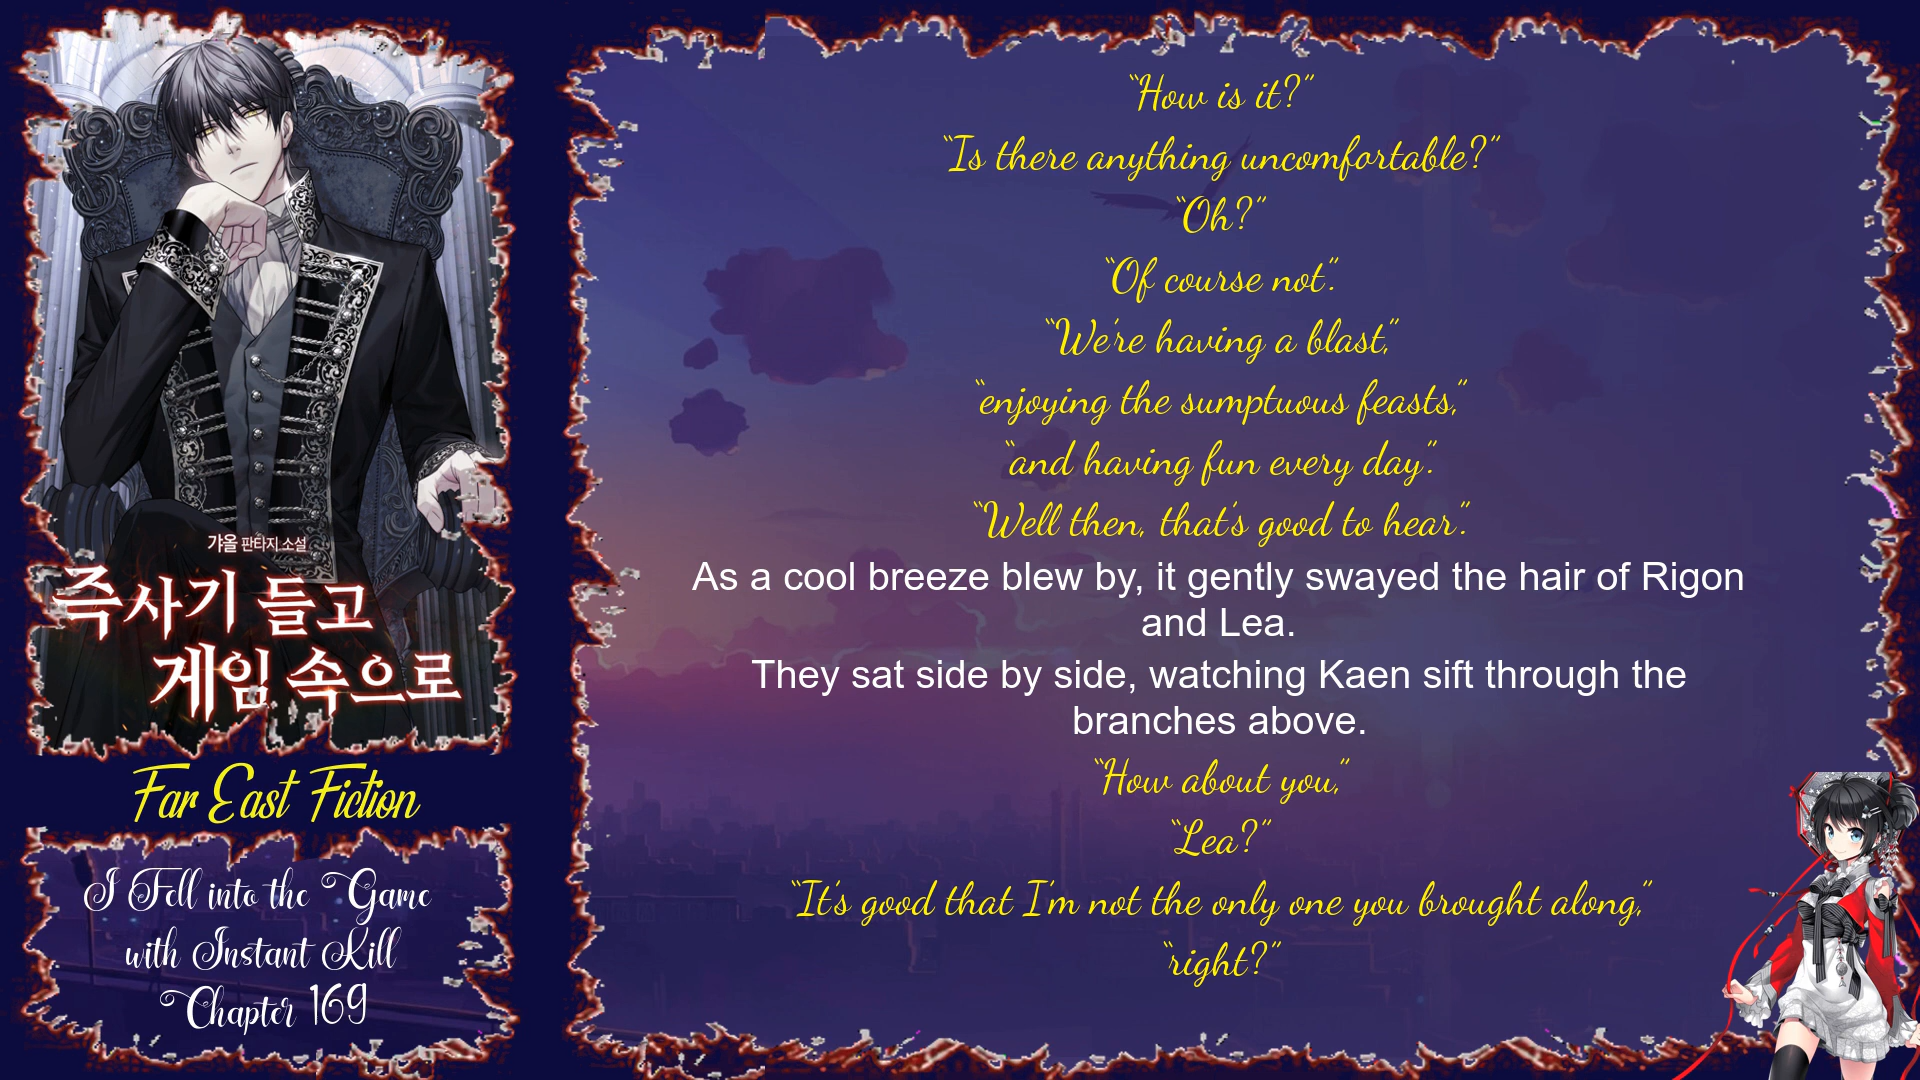 갸올 판타지 소설
즉사기 들고
게임 속으로
Far East Fiction
I Fell into the Game
with Instant Kill
Chapter 169
“How is it?”
“Is there anything uncomfortable?”
“Oh?”
“Of course not”.
“We’re having a blast,”
“enjoying the sumptuous feasts,”
“and having fun every day”.
“Well then, that’s good to hear”.
As a cool breeze blew by, it gently swayed the hair of Rigon
and Lea.
They sat side by side, watching Kaen sift through the
branches above.
“How about you,”
“Lea?”
“It’s good that I’m not the only one you brought along,”
“right?”